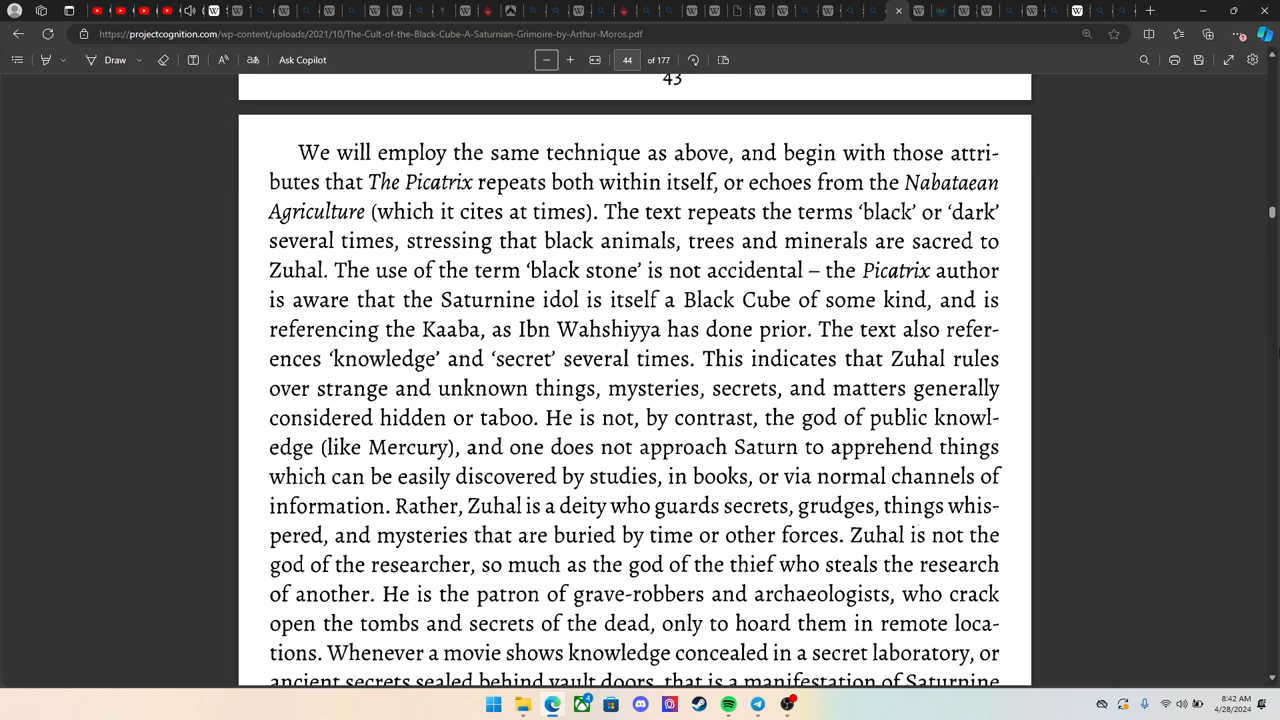 https://projectcognition.com/wp-content/uploads/2021/10/The-Cult-of-the-Black-Cube-A-Saturnian-Grimoire-by-Arthur-Moros.pdf
Draw
Ask Copilot
44 of 177
43
We will employ the same technique as above, and begin with those attri-
butes that The Picatrix repeats both within itself, or echoes from the Nabataean
Agriculture (which it cites at times). The text repeats the terms ‘black’ or ‘dark’
several times, stressing that black animals, trees and minerals are sacred to
Zuhal. The use of the term ‘black stone’ is not accidental – the Picatrix author
is aware that the Saturnine idol is itself a Black Cube of some kind, and is
referencing the Kaaba, as Ibn Wahshiyya has done prior. The text also refer-
ences ‘knowledge’ and ‘secret’ several times. This indicates that Zuhal rules
over strange and unknown things, mysteries, secrets, and matters generally
considered hidden or taboo. He is not, by contrast, the god of public knowl-
edge (like Mercury), and one does not approach Saturn to apprehend things
which can be easily discovered by studies, in books, or via normal channels of
information. Rather, Zuhal is a deity who guards secrets, grudges, things whis-
pered, and mysteries that are buried by time or other forces. Zuhal is not the
god of the researcher, so much as the god of the thief who steals the research
of another. He is the patron of grave-robbers and archaeologists, who crack
open the tombs and secrets of the dead, only to hoard them in remote loca-
tions. Whenever a movie shows knowledge concealed in a secret laboratory, or
ancient secrets sealed behind vault doors, that is a manifestation of Saturnine
8:42 AM
4/28/2024